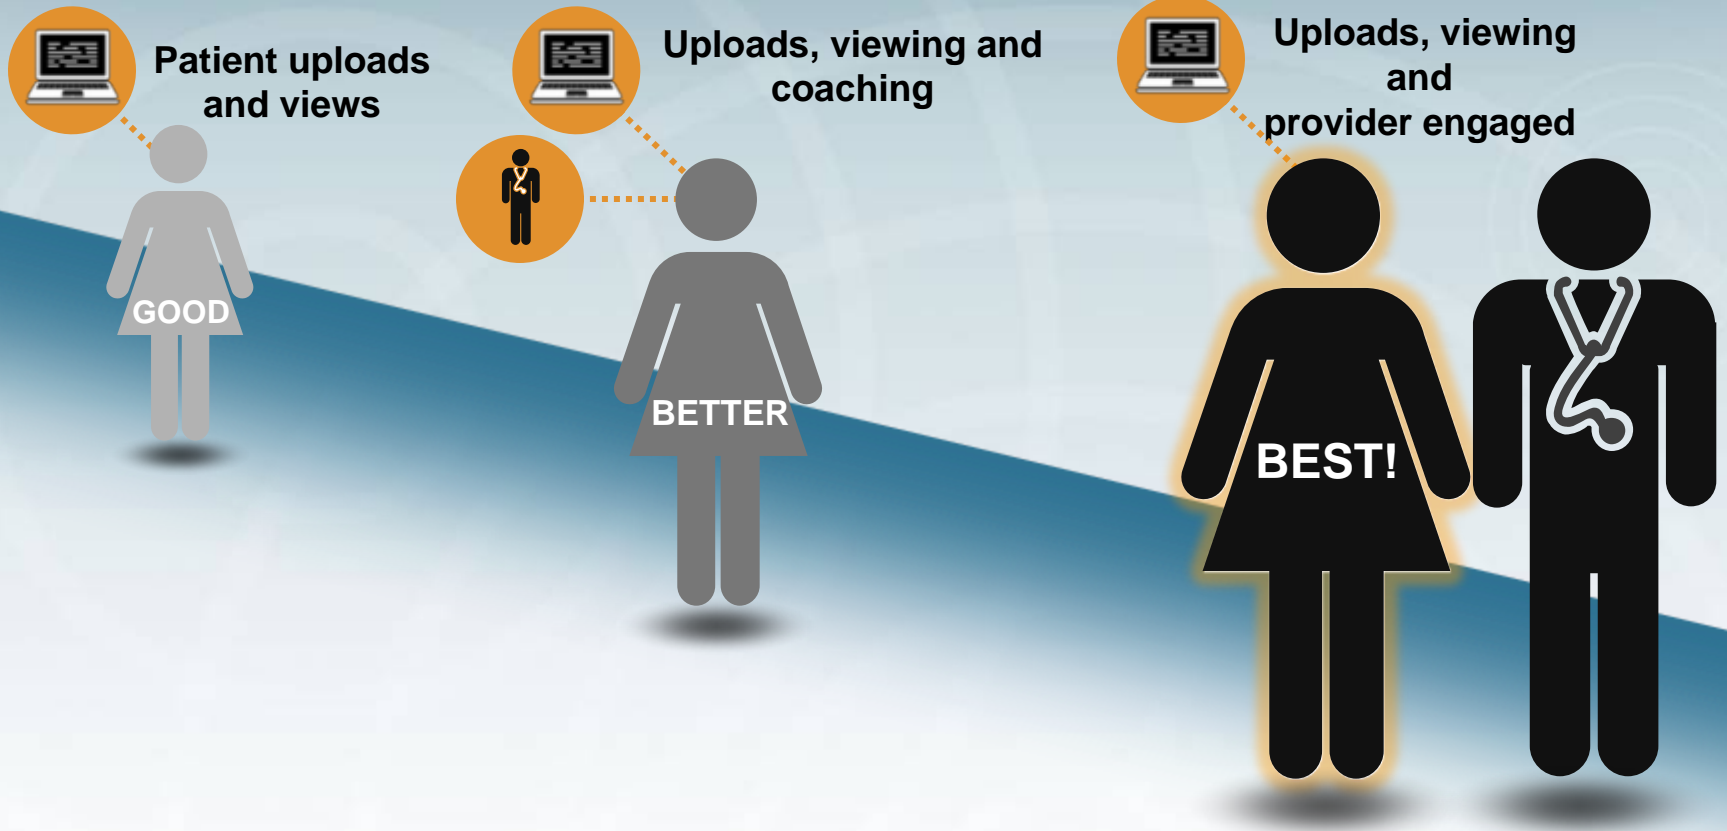 Patient uploads
and views
GOOD
Uploads, viewing and
coaching
BETTER
Uploads, viewing
and
provider engaged
BEST!